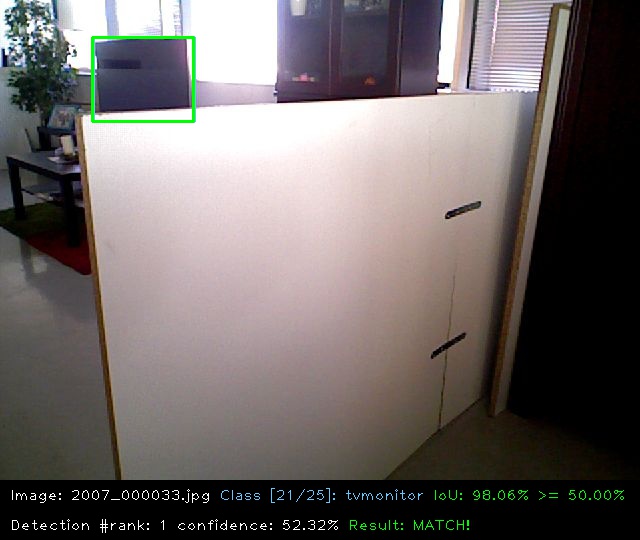 Image: 2007_000033.jpg Class [21/25]: tvmonitor IoU: 98.06% >= 50.00%
Detection #rank: 1 confidence: 52.32% Result: MATCH!